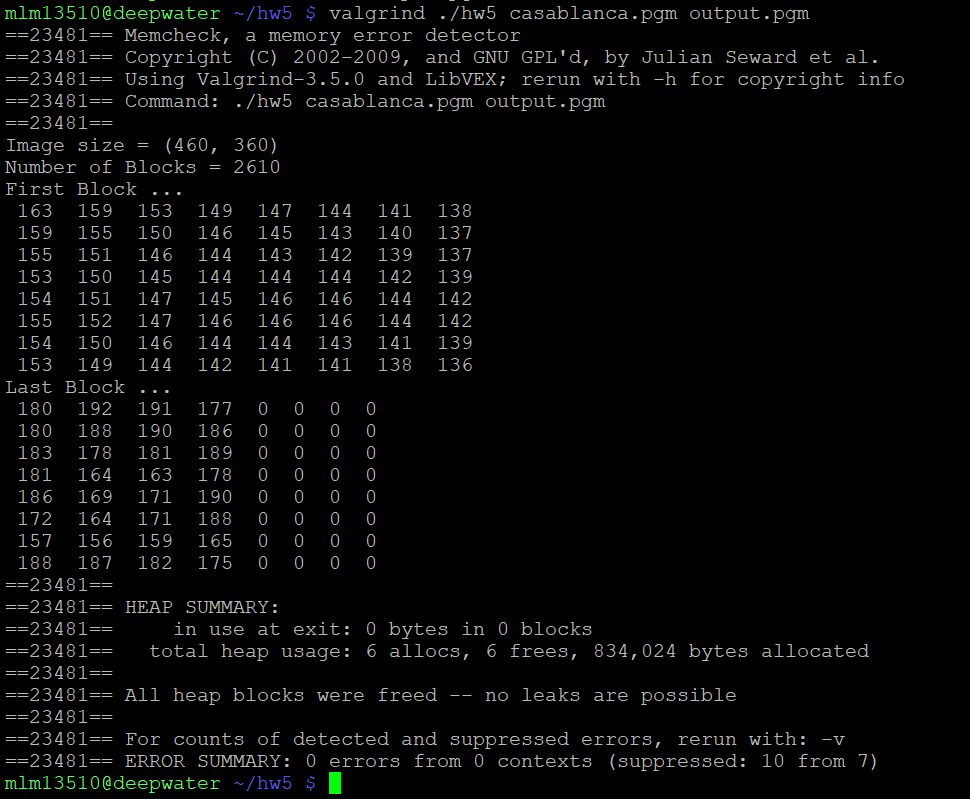 mlm13510@deepwater ~/hw5 $ valgrind ./hw5 casablanca.pgm output.pgm
==23481== Memcheck, a memory error detector
==23481== Copyright (C) 2002-2009, and GNU GPL'd, by Julian Seward et al.
==23481== Using Valgrind-3.5.0 and LibVEX; rerun with -h for copyright info
==23481== Command: ./hw5 casablanca.pgm output.pgm
==23481==
Image size = (460, 360)
Number of Blocks = 2610
First Block ...
 163  159  153  149  147  144  141  138
 159  155  150  146  145  143  140  137
 155  151  146  144  143  142  139  137
 153  150  145  144  144  144  142  139
 154  151  147  145  146  146  144  142
 155  152  147  146  146  146  144  142
 154  150  146  144  144  143  141  139
 153  149  144  142  141  141  138  136
Last Block ...
 180  192  191  177  0  0  0  0
 180  188  190  186  0  0  0  0
 183  178  181  189  0  0  0  0
 181  164  163  178  0  0  0  0
 186  169  171  190  0  0  0  0
 172  164  171  188  0  0  0  0
 157  156  159  165  0  0  0  0
 188  187  182  175  0  0  0  0
==23481==
==23481== HEAP SUMMARY:
==23481==     in use at exit: 0 bytes in 0 blocks
==23481==   total heap usage: 6 allocs, 6 frees, 834,024 bytes allocated
==23481==
==23481== All heap blocks were freed -- no leaks are possible
==23481==
==23481== For counts of detected and suppressed errors, rerun with: -v
==23481== ERROR SUMMARY: 0 errors from 0 contexts (suppressed: 10 from 7)
mlm13510@deepwater ~/hw5 $